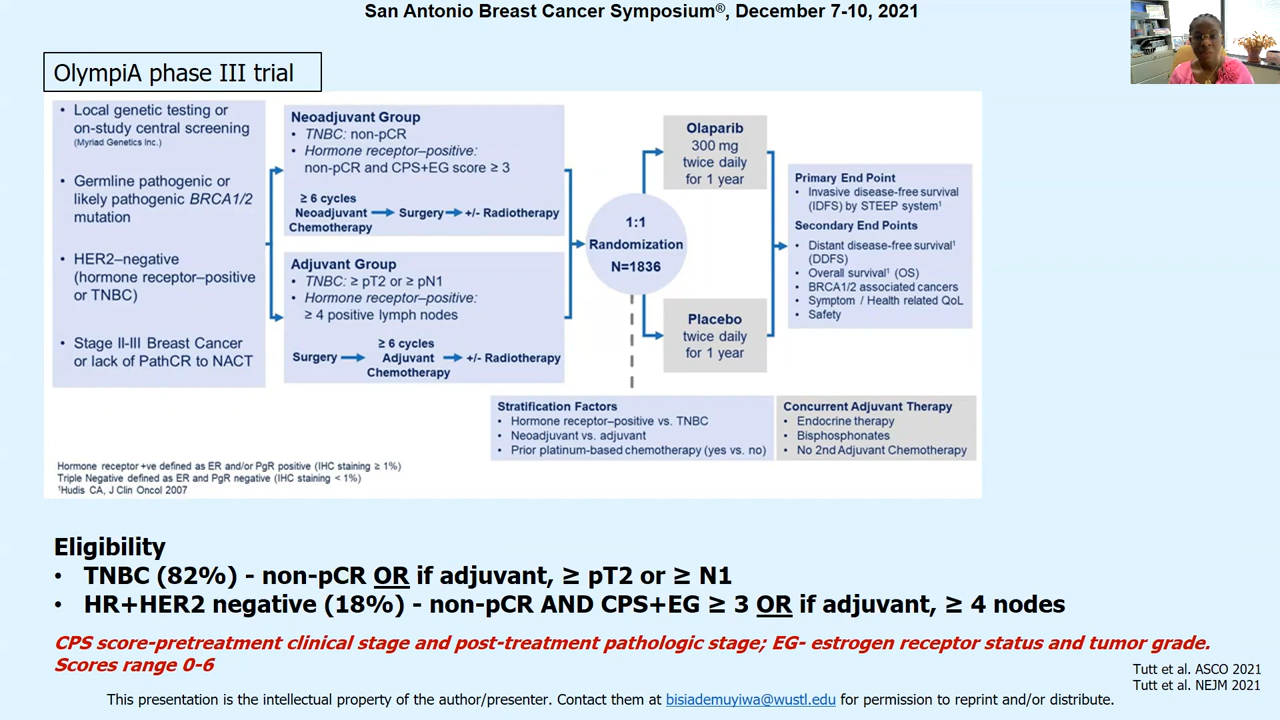 San Antonio Breast Cancer Symposium®, December 7-10, 2021
OlympiA phase III trial
• Local genetic testing or
on-study central screening
(Myriad Genetics Inc.)
• Germline pathogenic or
likely pathogenic BRCA1/2
mutation
• HER2–negative
(hormone receptor–positive
or TNBC)
• Stage II-III Breast Cancer
or lack of PathCR to NACT
Neoadjuvant Group
• TNBC: non-pCR
• Hormone receptor–positive:
non-pCR and CPS+EG score ≥ 3
≥ 6 cycles
Neoadjuvant Surgery +/- Radiotherapy
Chemotherapy
Adjuvant Group
• TNBC: ≥ pT2 or ≥ pN1
• Hormone receptor–positive:
≥ 4 positive lymph nodes
≥ 6 cycles
Surgery Adjuvant +/- Radiotherapy
Chemotherapy
1:1
Randomization
N=1836
Olaparib
300 mg
twice daily
for 1 year
Placebo
twice daily
for 1 year
Primary End Point
• Invasive disease-free survival
(IDFS) by STEEP system¹
Secondary End Points
• Distant disease-free survival¹
(DDFS)
• Overall survival¹ (OS)
• BRCA1/2 associated cancers
• Symptom / Health related QoL
• Safety
Stratification Factors
• Hormone receptor–positive vs. TNBC
• Neoadjuvant vs. adjuvant
• Prior platinum-based chemotherapy (yes vs. no)
Concurrent Adjuvant Therapy
• Endocrine therapy
• Bisphosphonates
• No 2nd Adjuvant Chemotherapy
Hormone receptor +ve defined as ER and/or PgR positive (IHC staining ≥ 1%)
Triple Negative defined as ER and PgR negative (IHC staining < 1%)
¹Hudis CA, J Clin Oncol 2007
Eligibility
• TNBC (82%) - non-pCR OR if adjuvant, ≥ pT2 or ≥ N1
• HR+HER2 negative (18%) - non-pCR AND CPS+EG ≥ 3 OR if adjuvant, ≥ 4 nodes
CPS score-pretreatment clinical stage and post-treatment pathologic stage; EG- estrogen receptor status and tumor grade.
Scores range 0-6
Tutt et al. ASCO 2021
Tutt et al. NEJM 2021
This presentation is the intellectual property of the author/presenter. Contact them at bisiademuyiwa@wustl.edu for permission to reprint and/or distribute.